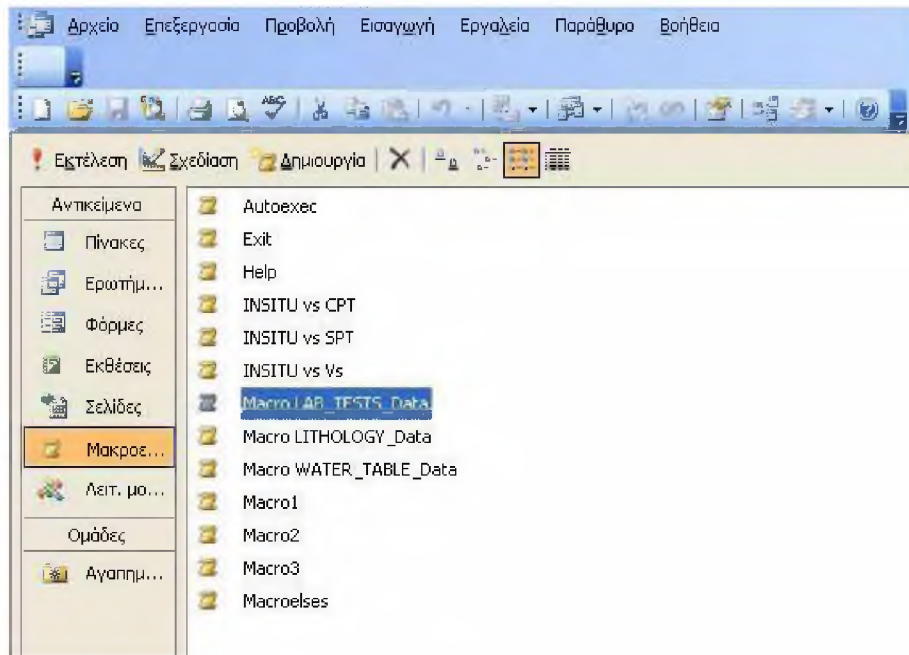 Αρχείο Επεξεργασία Προβολή Εισαγωγή Εργαλεία Παράθυρο Βοήθεια
ABC
Εκτέλεση Σχεδίαση Δημιουργία
Αντικείμενα
Πίνακες
Ερωτήμ...
Φόρμες
Εκθέσεις
Σελίδες
Μακροε...
Λειτ. μο...
Ομάδες
Αγαπημ...
Autoexec
Exit
Help
INSITU vs CPT
INSITU vs SPT
INSITU vs Vs
Macro LAB_TESTS_Data
Macro LITHOLOGY_Data
Macro WATER_TABLE_Data
Macro1
Macro2
Macro3
Macroelses